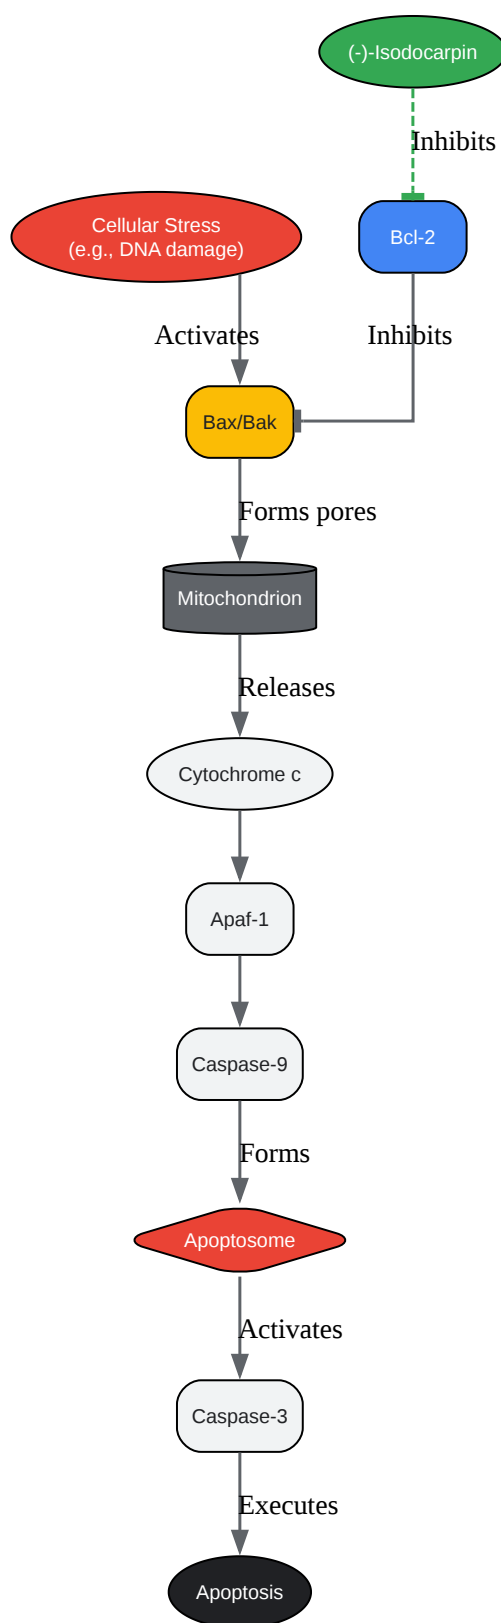 (-)-Isodocarpin
Inhibits
Cellular Stress
(e.g., DNA damage)
Bcl-2
Activates
Inhibits
Bax/Bak
Forms pores
Mitochondrion
Releases
Cytochrome c
Apaf-1
Caspase-9
Forms
Apoptosome
Activates
Caspase-3
Executes
Apoptosis